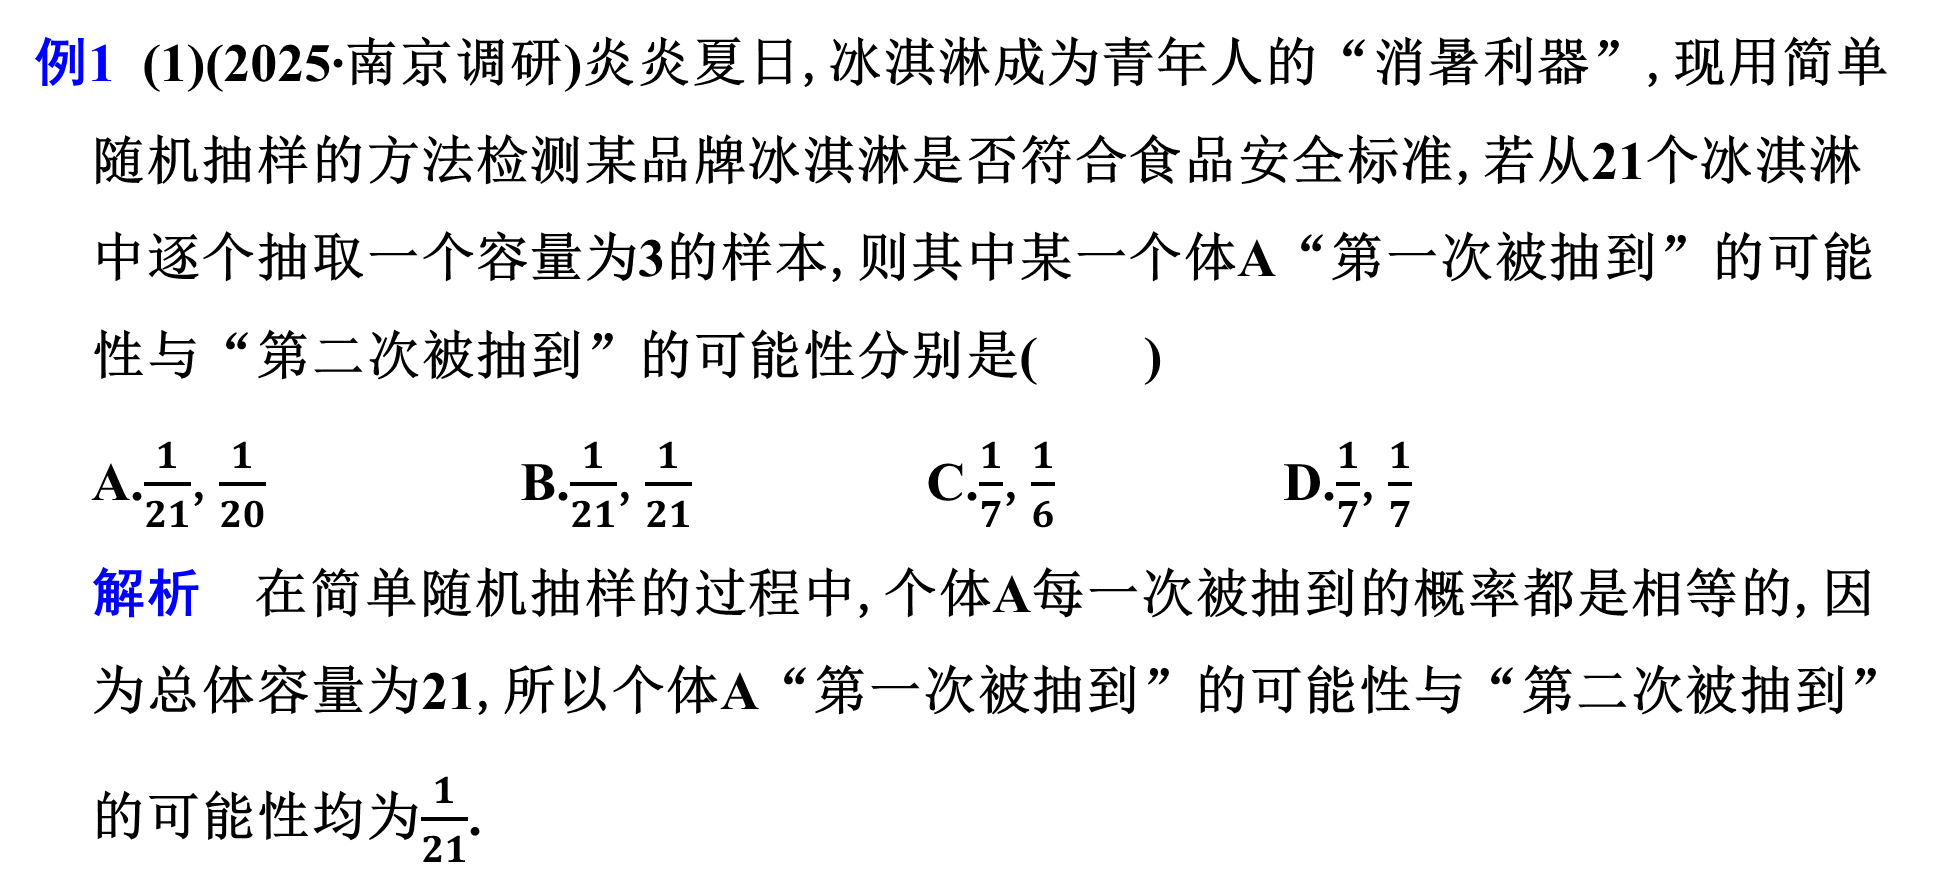 例1 (1)(2025·南京调研)炎炎夏日,冰淇淋成为青年人的“消暑利器”,现用简单
随机抽样的方法检测某品牌冰淇淋是否符合食品安全标准,若从21个冰淇淋
中逐个抽取一个容量为3的样本,则其中某一个体A“第一次被抽到”的可能
性与“第二次被抽到”的可能性分别是(  )
A.1/21, 1/20 B.1/21, 1/21 C.1/7, 1/6 D.1/7, 1/7
解析 在简单随机抽样的过程中,个体A每一次被抽到的概率都是相等的,因
为总体容量为21,所以个体A“第一次被抽到”的可能性与“第二次被抽到”
的可能性均为1/21.